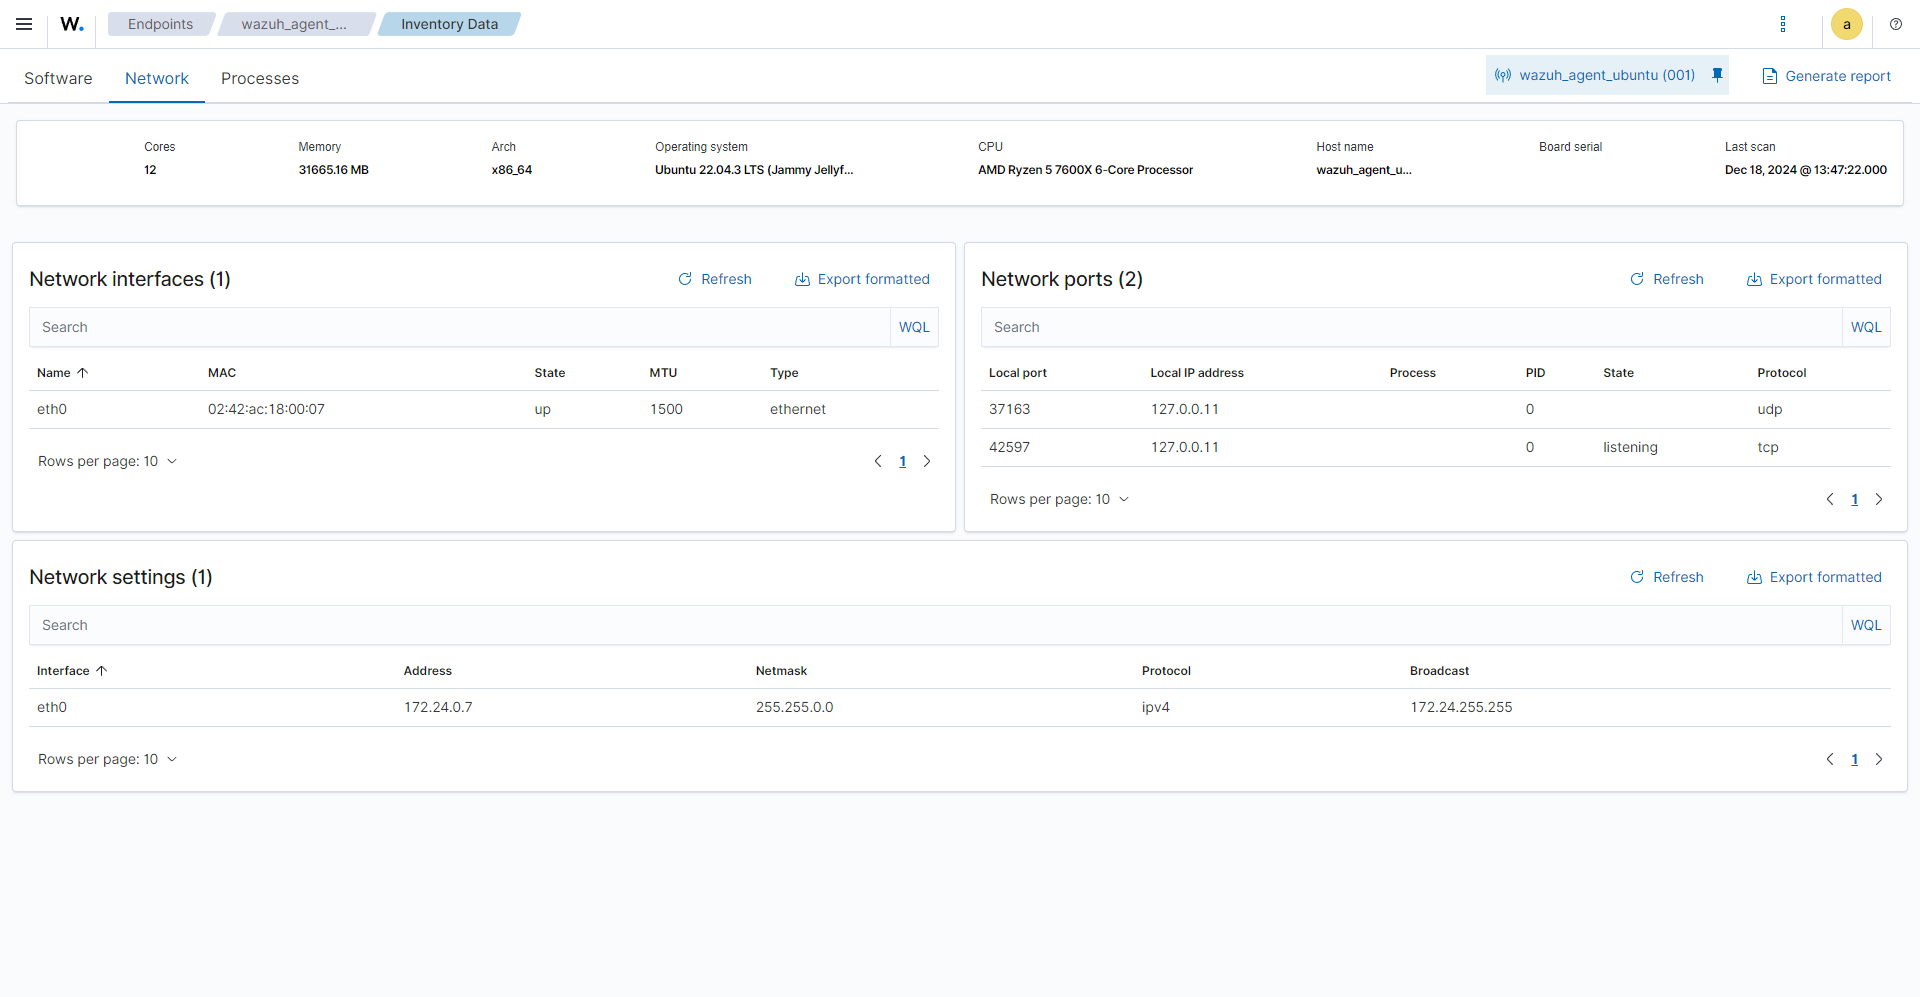 W.
Endpoints
wazuh_agent_...
Inventory Data
a
Software
Network
Processes
wazuh_agent_ubuntu (001)
Generate report
Cores
12
Memory
31665.16 MB
Arch
x86_64
Operating system
Ubuntu 22.04.3 LTS (Jammy Jellyf...
CPU
AMD Ryzen 5 7600X 6-Core Processor
Host name
wazuh_agent_u...
Board serial
Last scan
Dec 18, 2024 @ 13:47:22.000
Network interfaces (1)
Refresh
Export formatted
Search
WQL
Name MAC State MTU Type
eth0 02:42:ac:18:00:07 up 1500 ethernet
Rows per page: 10
1
Network ports (2)
Refresh
Export formatted
Search
WQL
Local port Local IP address Process PID State Protocol
37163 127.0.0.11 0 udp
42597 127.0.0.11 0 listening tcp
Rows per page: 10
1
Network settings (1)
Refresh
Export formatted
Search
WQL
Interface Address Netmask Protocol Broadcast
eth0 172.24.0.7 255.255.0.0 ipv4 172.24.255.255
Rows per page: 10
1